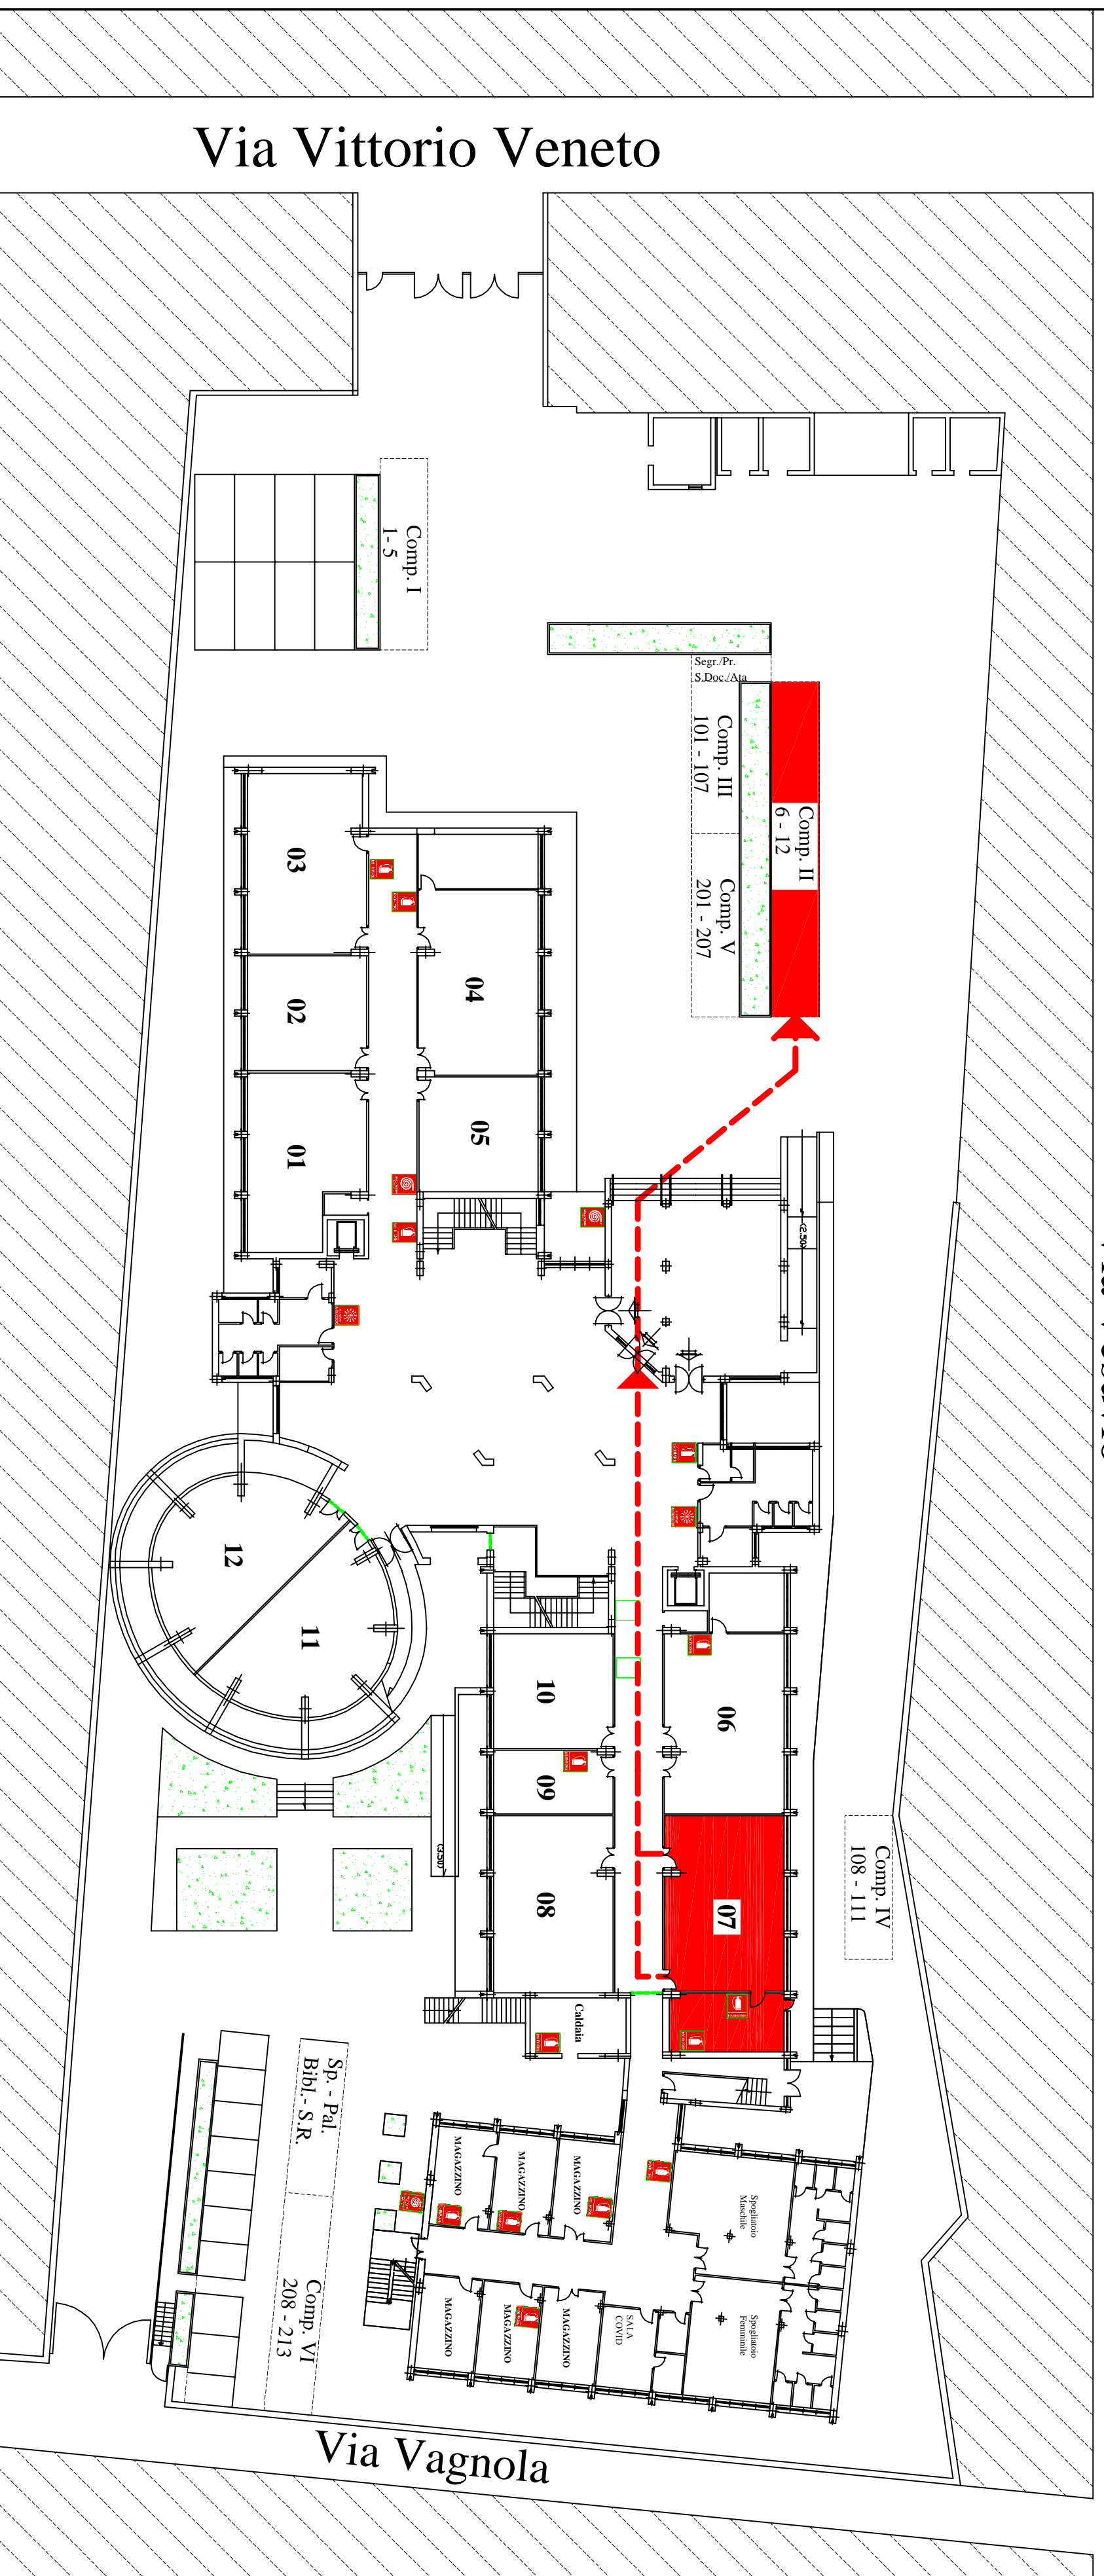 Via Vittorio Veneto
Comp. I
1- 5
Segr./Pr.
S.Doc./Ata
Comp. III
101 - 107
Comp. II
6 - 12
Comp. V
201 - 207
03
04
02
05
01
12
11
10
06
09
07
08
Comp. IV
108 - 111
Caldaia
Sp. - Pal.
Bibl.- S.R.
Comp. VI
208 - 213
MAGAZZINO
MAGAZZINO
MAGAZZINO
Spogliatoio
Maschile
MAGAZZINO
MAGAZZINO
MAGAZZINO
SALA
COVID
Spogliatoio
Femminile
Via Vagnola